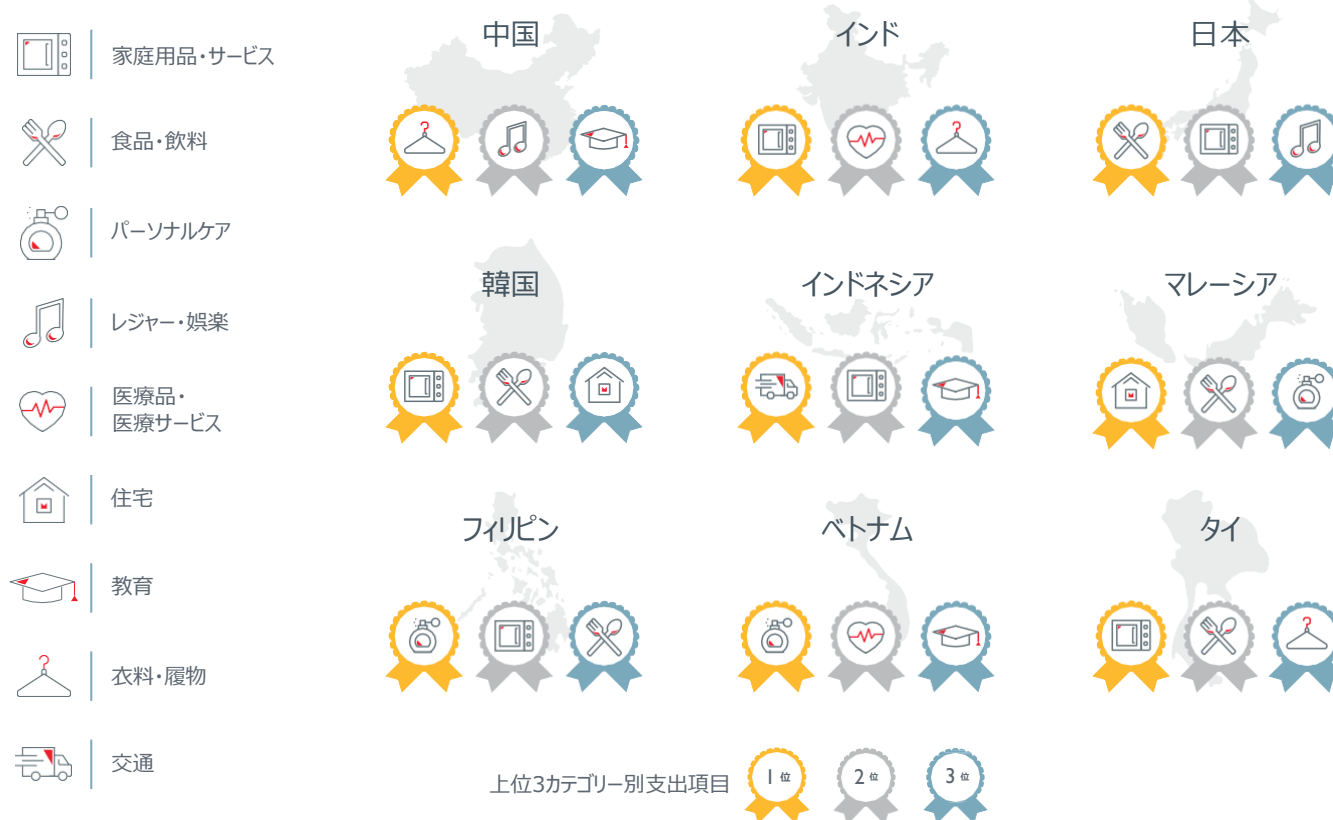 家庭用品・サービス
食品・飲料
パーソナルケア
レジャー・娯楽
医療品・
医療サービス
住宅
教育
衣料・履物
交通
中国
インド
日本
韓国
インドネシア
マレーシア
フィリピン
ベトナム
タイ
上位3カテゴリー別支出項目
1位
2位
3位